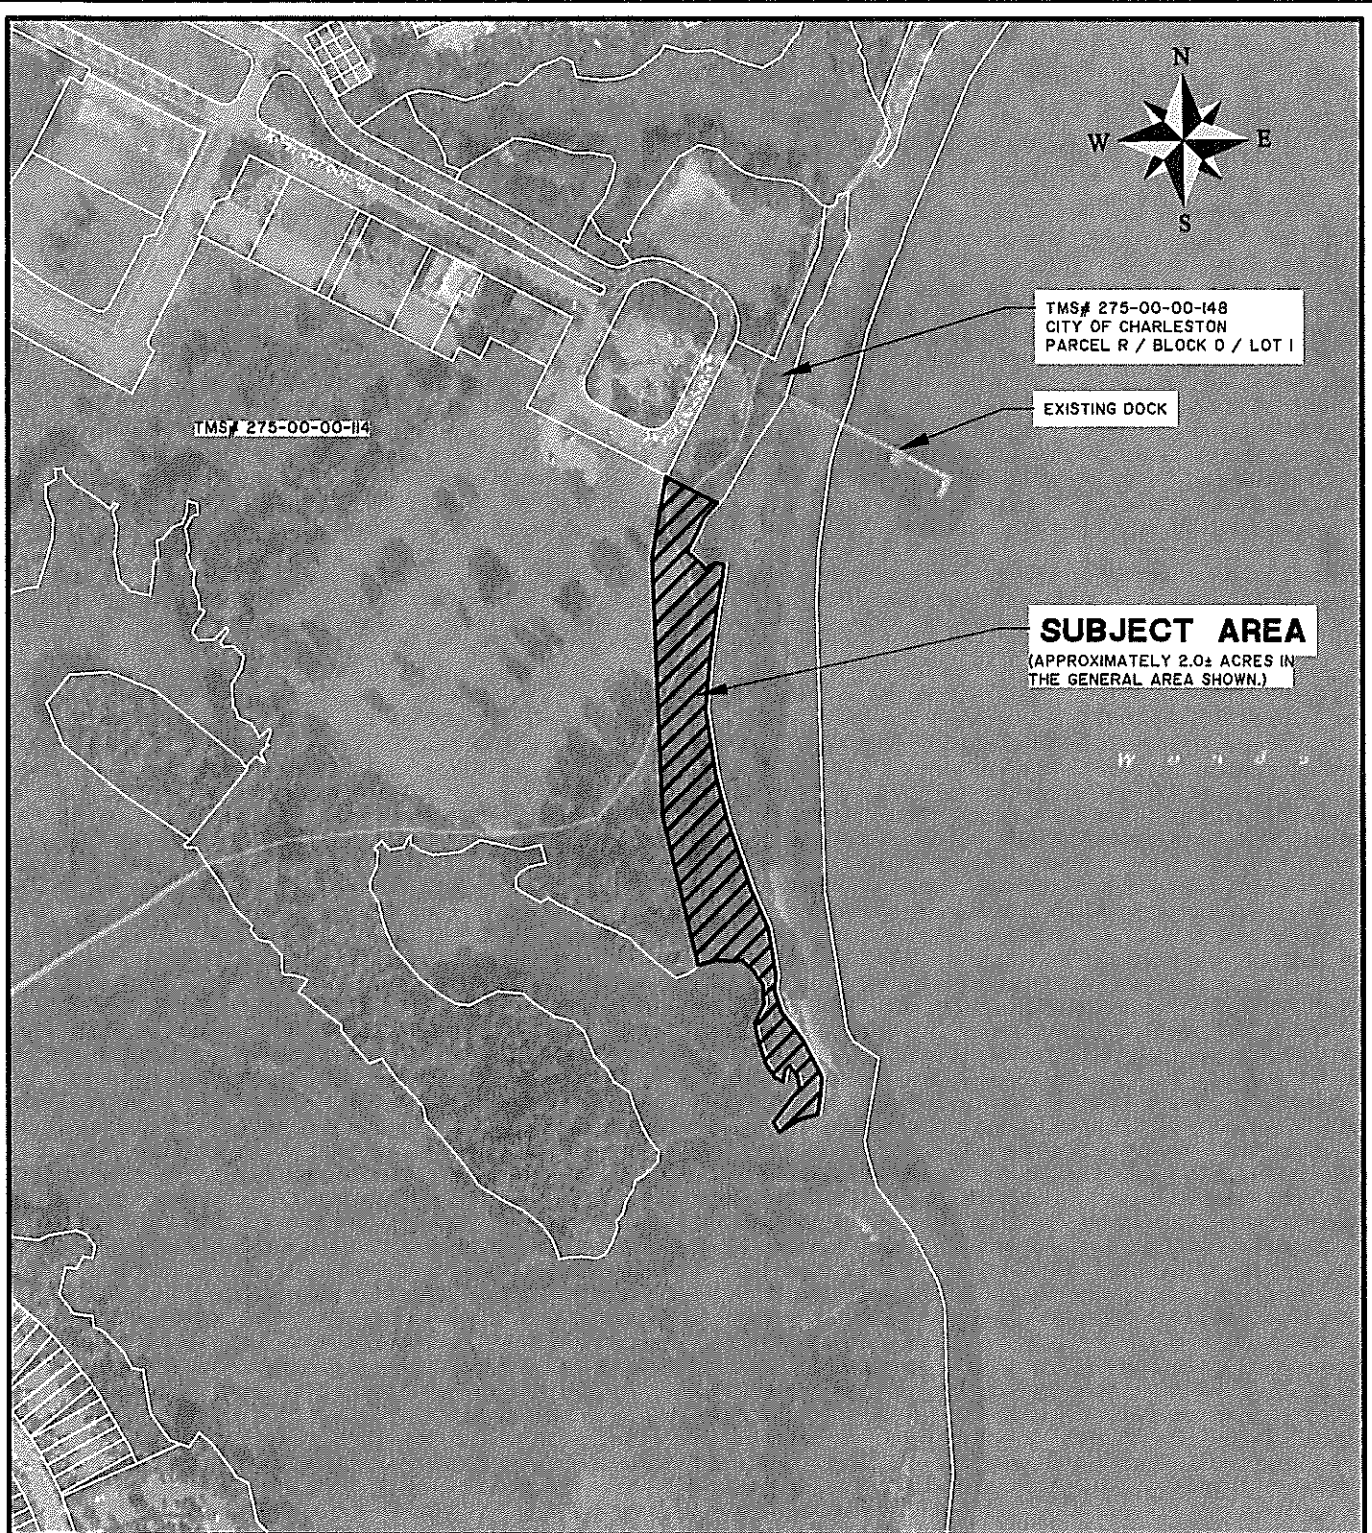 N
W E
S
TMS# 275-00-00-148
CITY OF CHARLESTON
PARCEL R / BLOCK O / LOT 1
EXISTING DOCK
TMS# 275-00-00-114
SUBJECT AREA
(APPROXIMATELY 2.0± ACRES IN
THE GENERAL AREA SHOWN.)
W a n d o